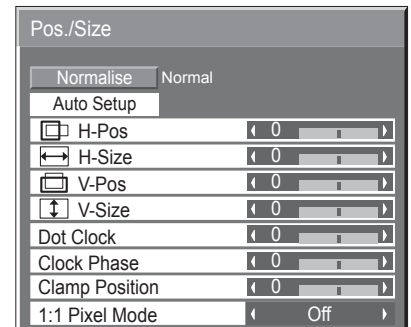 Pos./Size
Normalise Normal
Auto Setup
H-Pos 0
H-Size 0
V-Pos 0
V-Size 0
Dot Clock 0
Clock Phase 0
Clamp Position 0
1:1 Pixel Mode Off